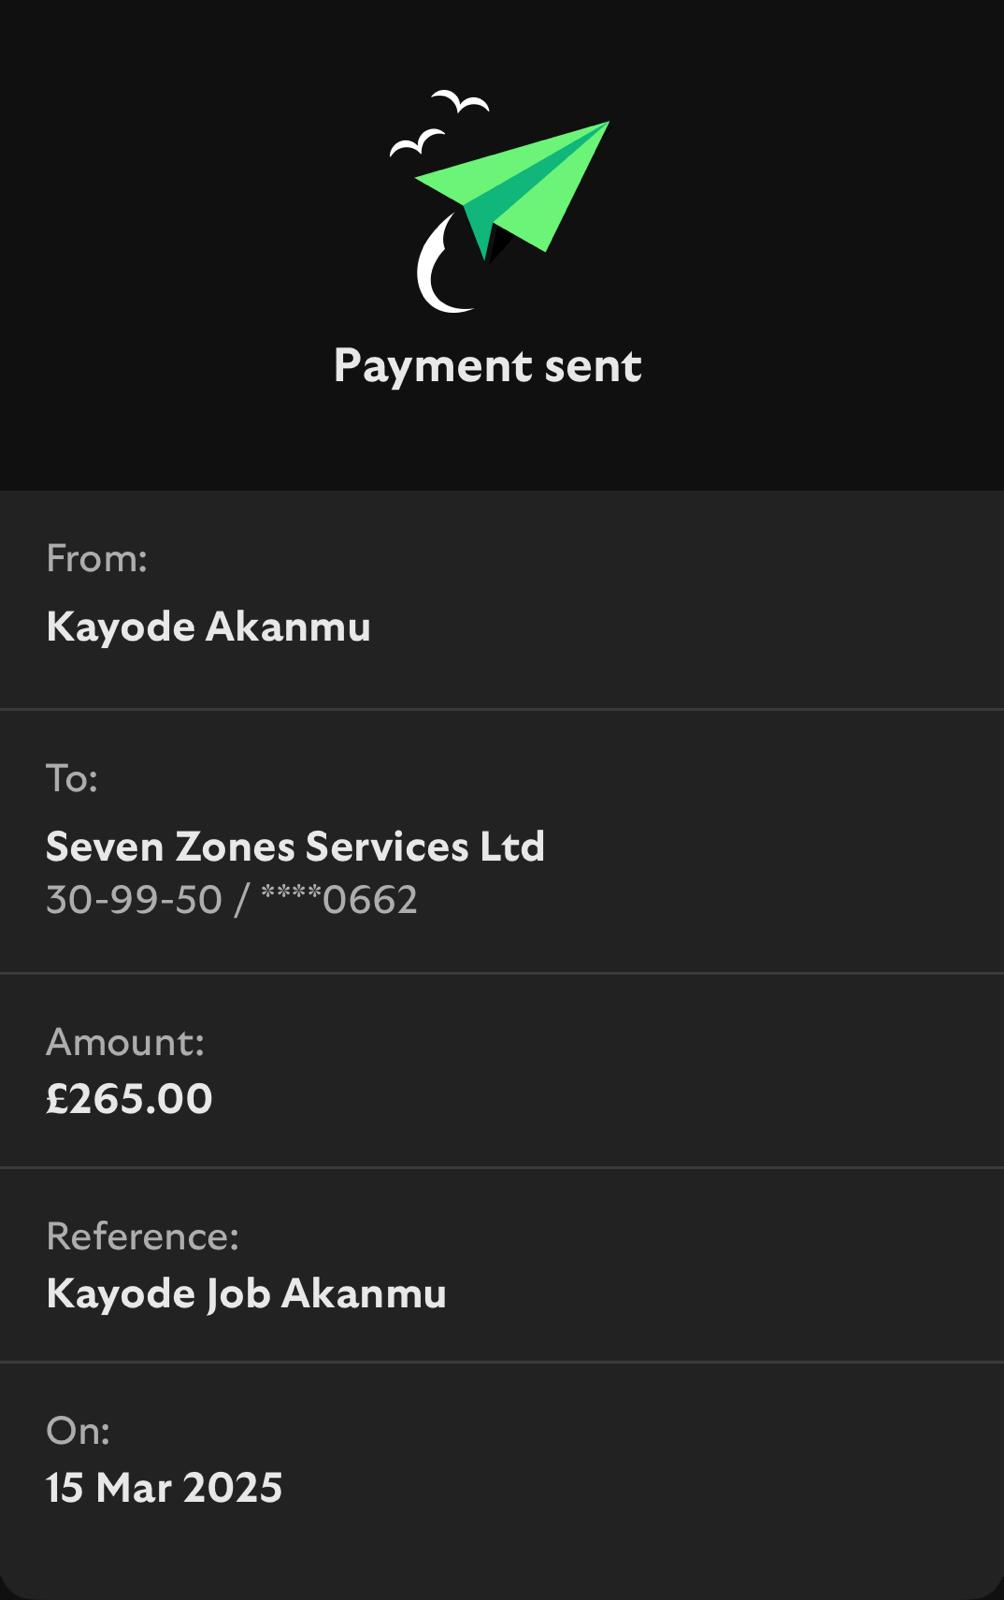 Payment sent
From:
Kayode Akanmu
To:
Seven Zones Services Ltd
30-99-50 / ****0662
Amount:
£265.00
Reference:
Kayode Job Akanmu
On:
15 Mar 2025